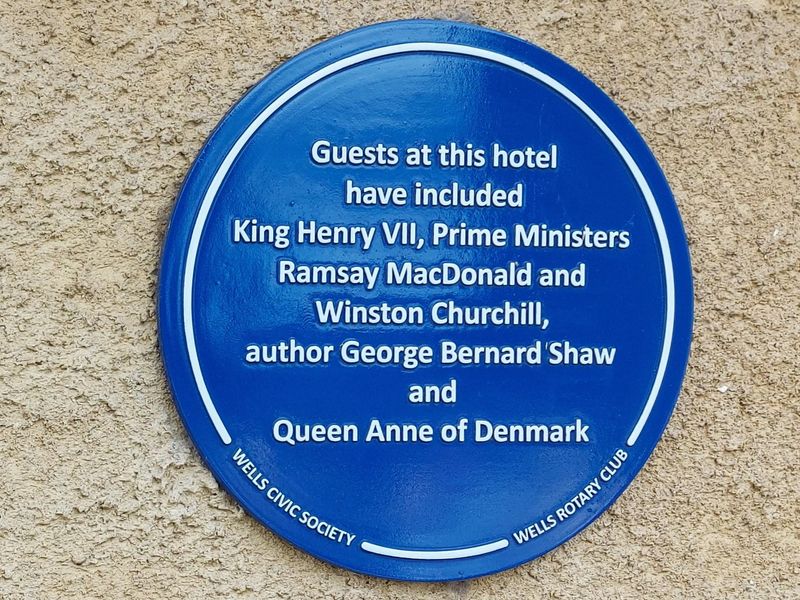 Guests at this hotel
have included
King Henry VII, Prime Ministers
Ramsay MacDonald and
Winston Churchill,
author George Bernard Shaw
and
Queen Anne of Denmark
WELLS CIVIC SOCIETY
WELLS ROTARY CLUB